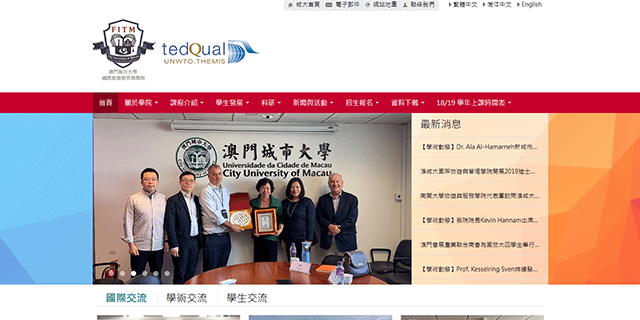 城大首頁 電子郵件 網站地圖 聯絡我們 繁體中文 简体中文 English
FITM
澳門城市大學
國際旅遊與管理學院
tedQual
UNWTO.THEMIS
首頁 關於學院 課程介紹 學生發展 科研 新聞與活動 招生報名 資料下載 18/19 學年上課時間表
澳門城市大學
Universidade da Cidade de Macau
City University of Macau
最新消息
【學術動態】Dr. Ala Al-Hamarneh新城市...
澳城大國際旅遊與管理學院開展2019博士...
南開大學旅遊與服務學院代表團訪問澳城大...
【學術動態】我院院長Kevin Hannam出席...
澳門會展產業聯合商會為國旅大四學生舉行...
【學術動態】Prof. Kesseiring Sven持續發...
國際交流 學術交流 學生交流